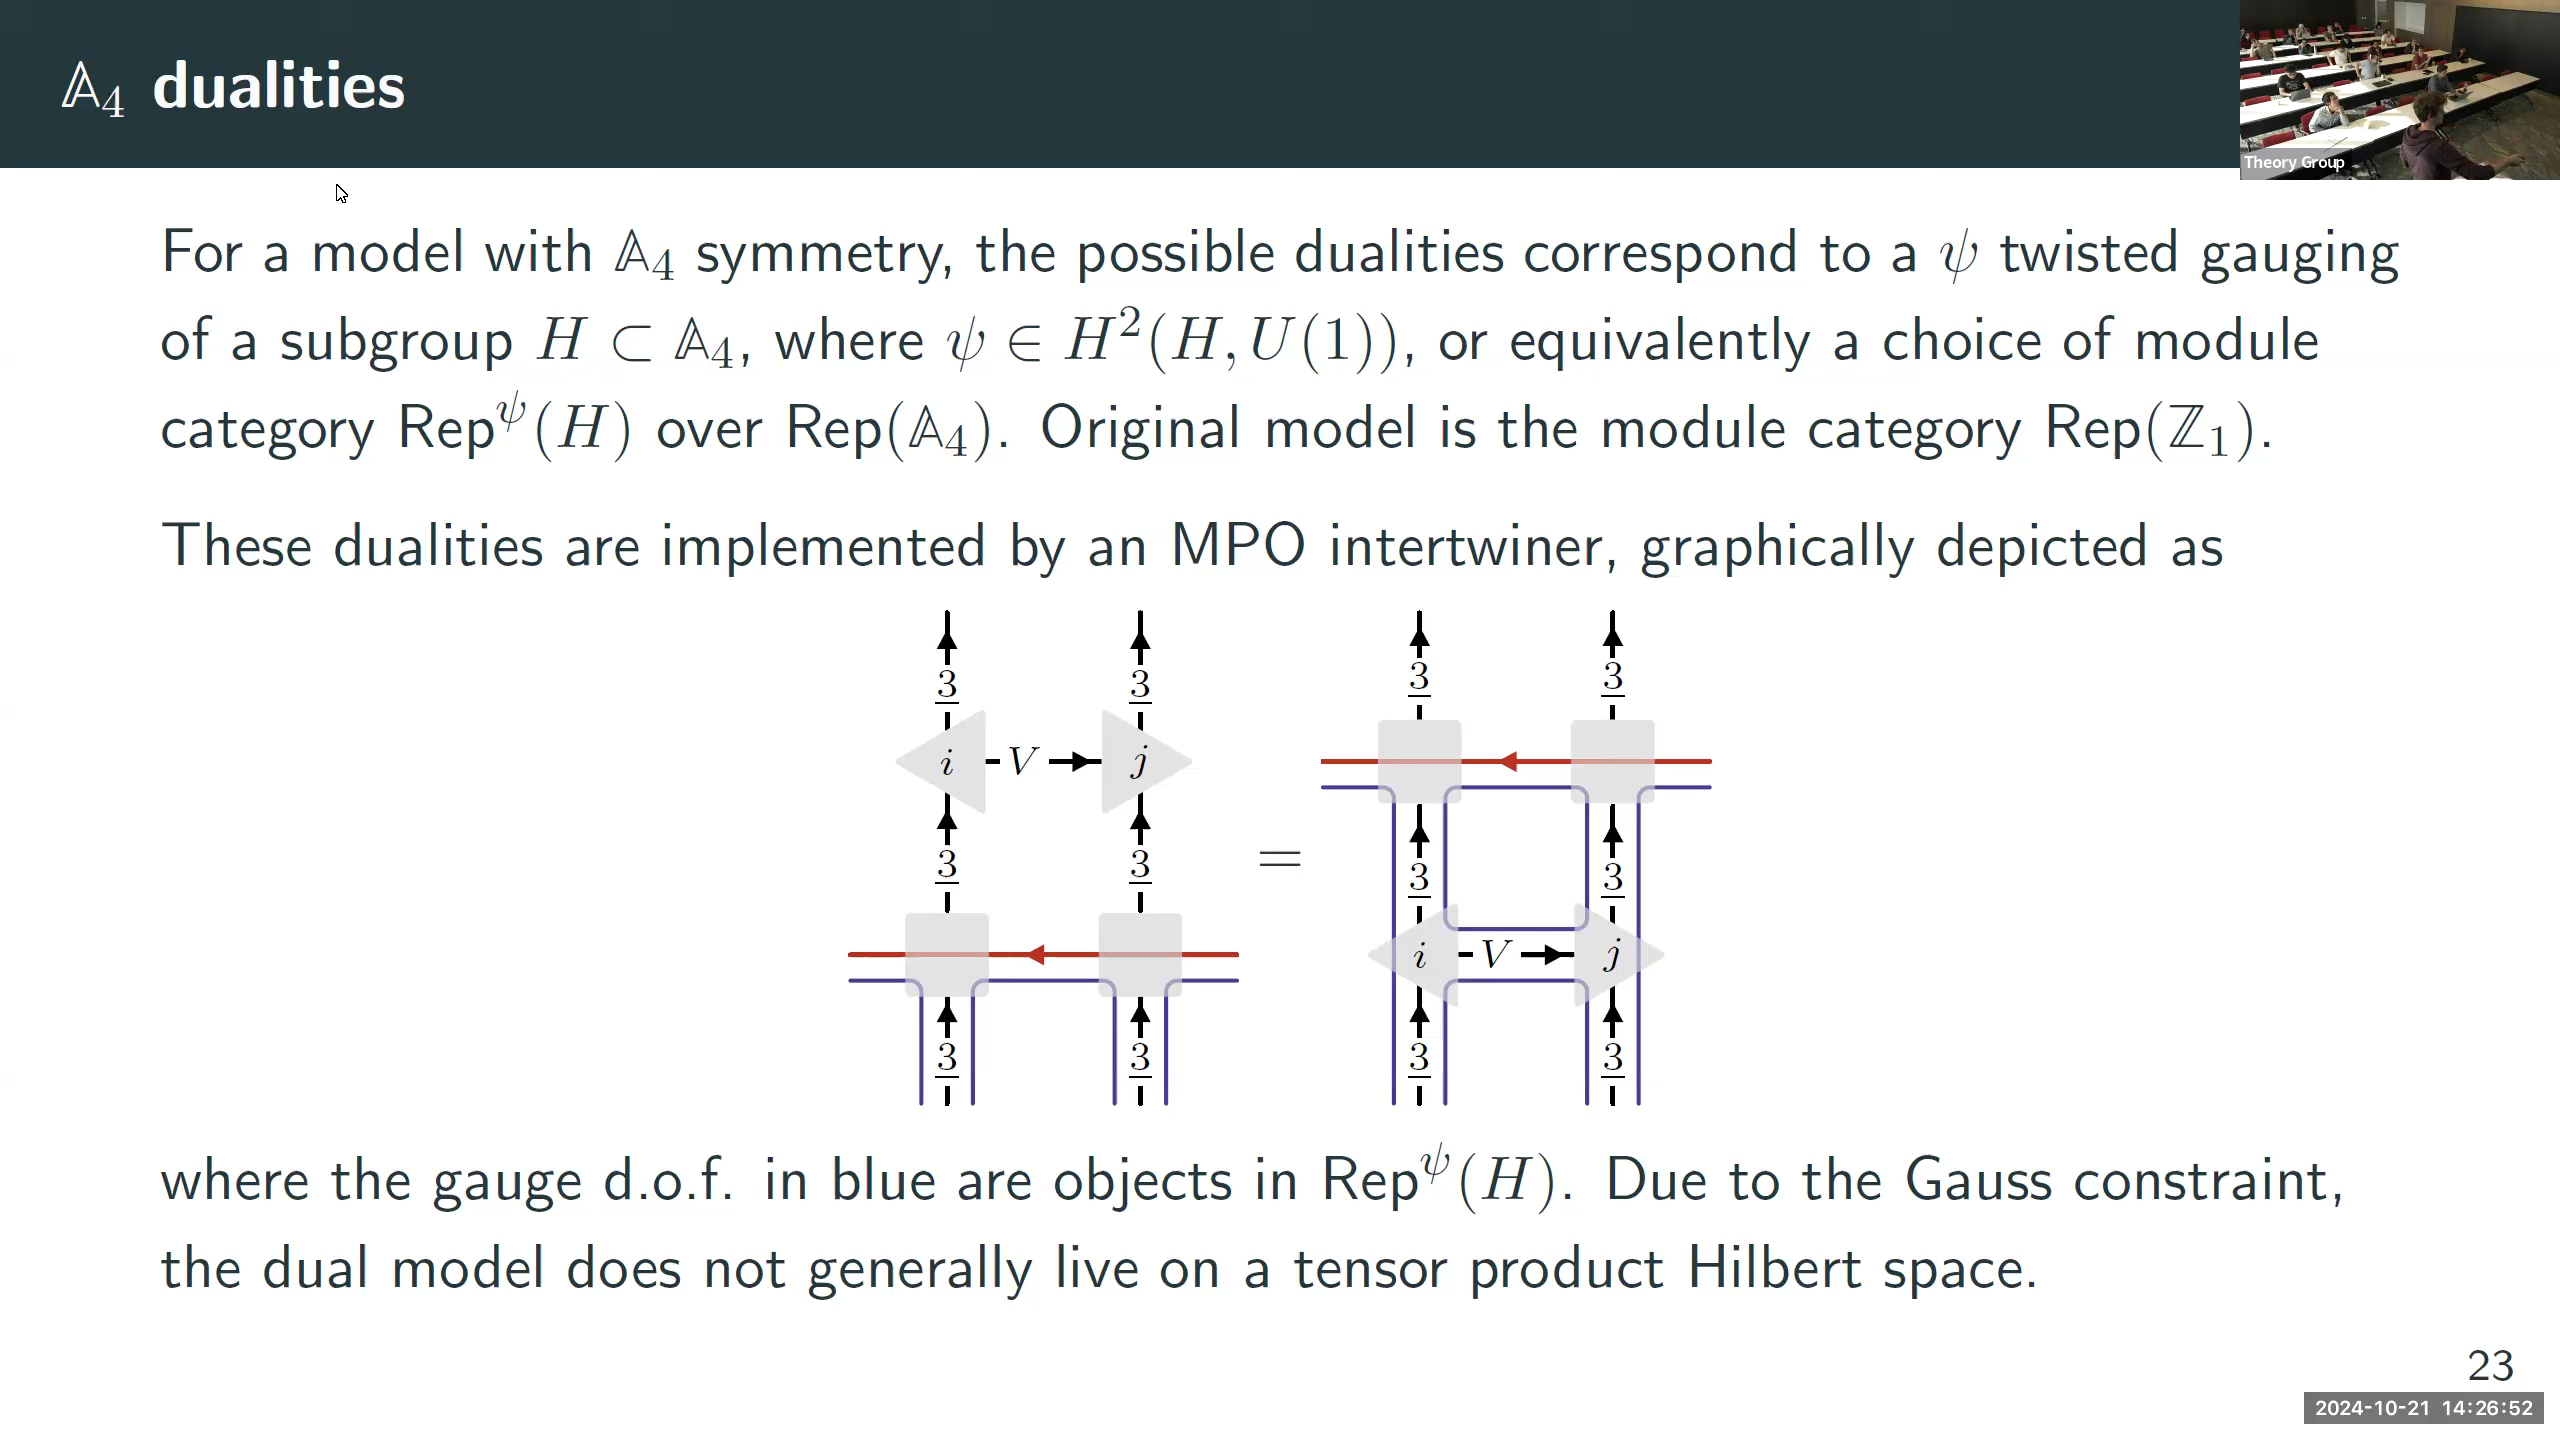 𝔸₄ dualities
Theory Group
For a model with 𝔸₄ symmetry, the possible dualities correspond to a ψ twisted gauging
of a subgroup H ⊂ 𝔸₄, where ψ ∈ H²(H, U(1)), or equivalently a choice of module
category Rep^ψ(H) over Rep(𝔸₄). Original model is the module category Rep(ℤ₁).
These dualities are implemented by an MPO intertwiner, graphically depicted as
3 3 3 3
i V j
3 3 = 3 3
i V j
3 3 3 3
where the gauge d.o.f. in blue are objects in Rep^ψ(H). Due to the Gauss constraint,
the dual model does not generally live on a tensor product Hilbert space.
23
2024-10-21 14:26:52